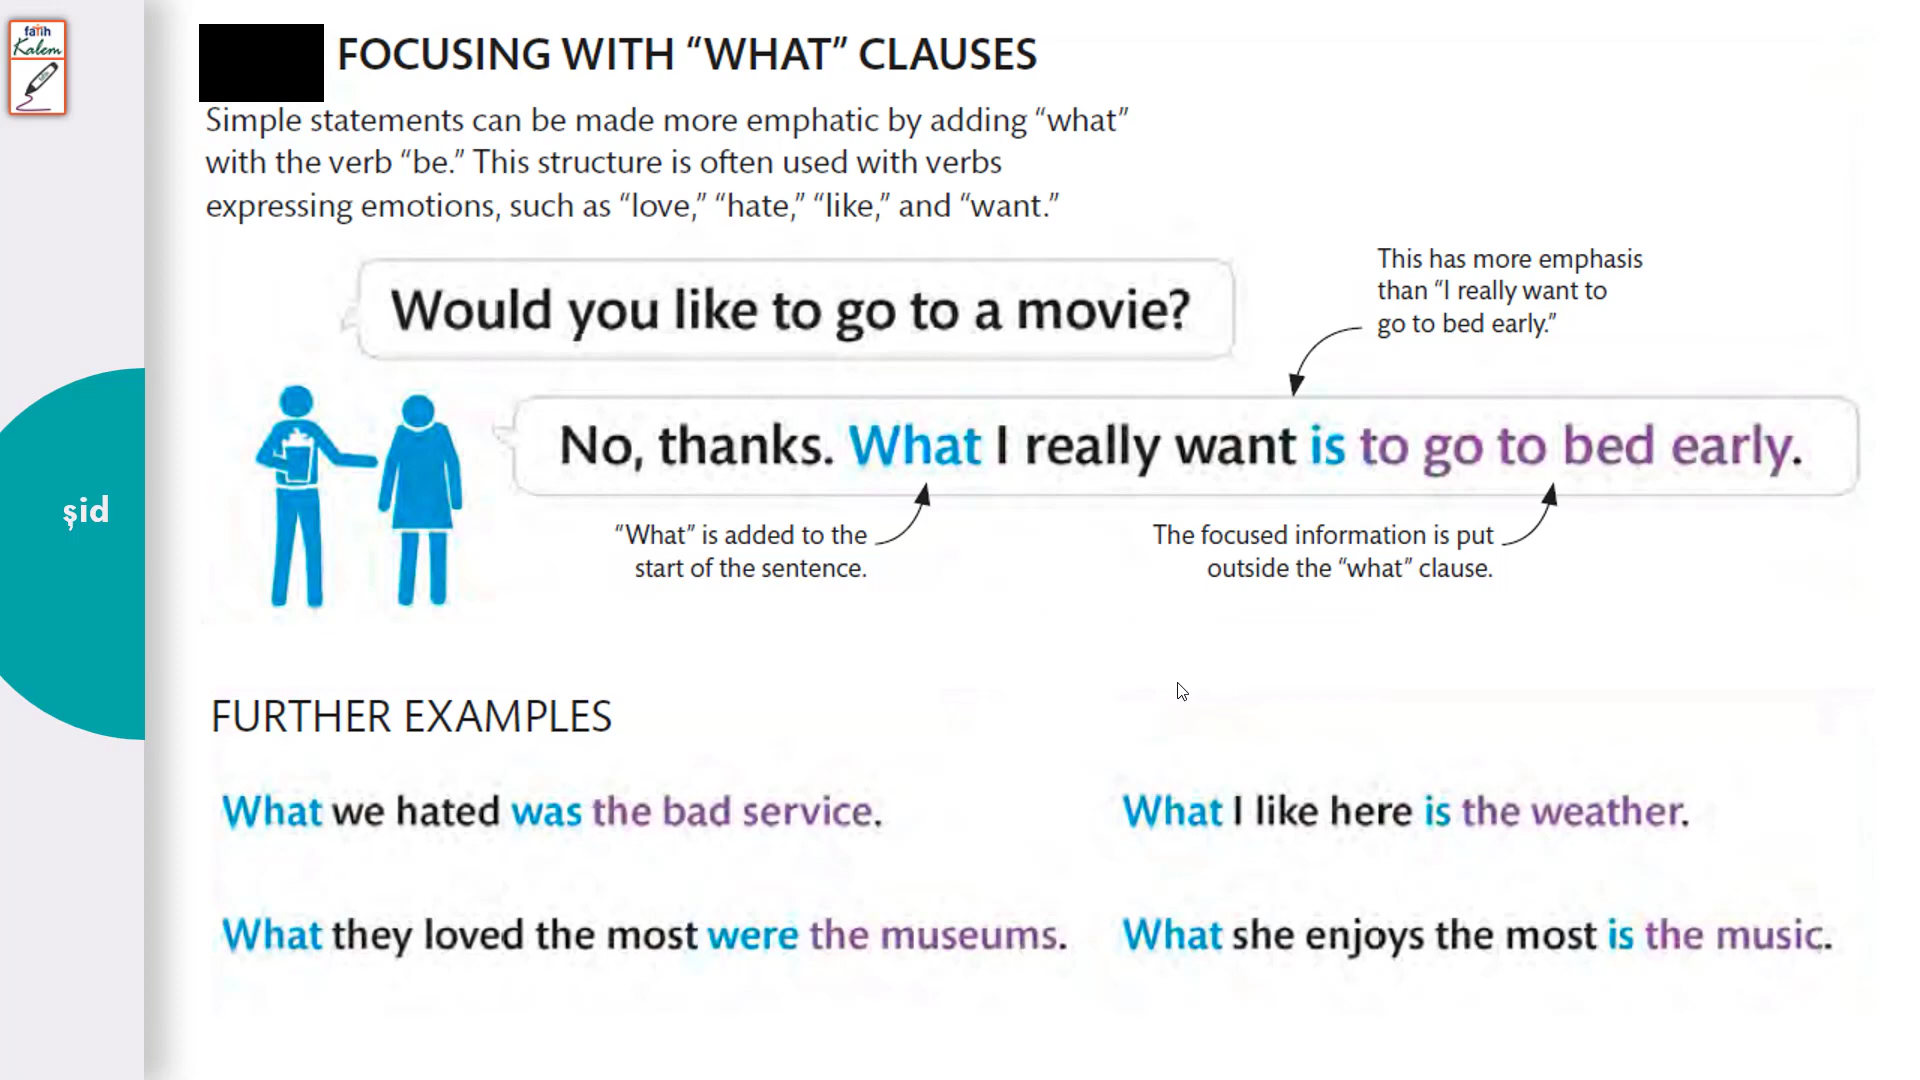 fatih
Kalem
şid
FOCUSING WITH “WHAT” CLAUSES
Simple statements can be made more emphatic by adding “what”
with the verb “be.” This structure is often used with verbs
expressing emotions, such as “love,” “hate,” “like,” and “want.”
Would you like to go to a movie?
This has more emphasis
than “I really want to
go to bed early.”
No, thanks. What I really want is to go to bed early.
“What” is added to the
start of the sentence.
The focused information is put
outside the “what” clause.
FURTHER EXAMPLES
What we hated was the bad service.
What I like here is the weather.
What they loved the most were the museums.
What she enjoys the most is the music.